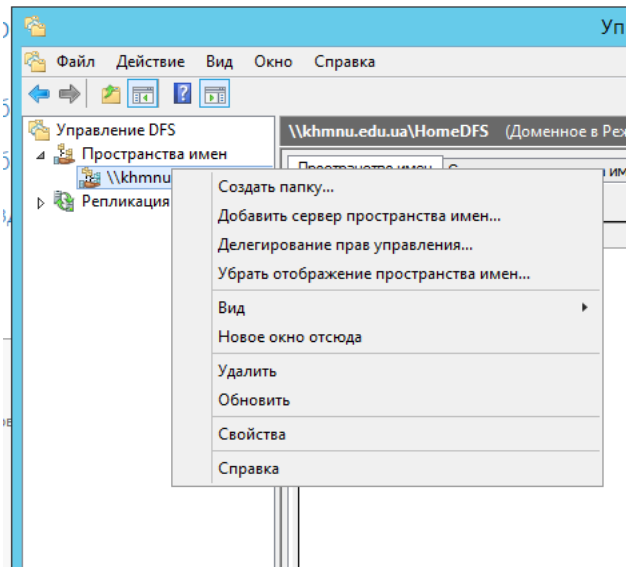 Уп
Файл Действие Вид Окно Справка
Управление DFS
\\khmnu.edu.ua\HomeDFS (Доменное в Реж
Пространства имен
\\khmnu
Репликация
Создать папку...
Добавить сервер пространства имен...
Делегирование прав управления...
Убрать отображение пространства имен...
Вид
Новое окно отсюда
Удалить
Обновить
Свойства
Справка